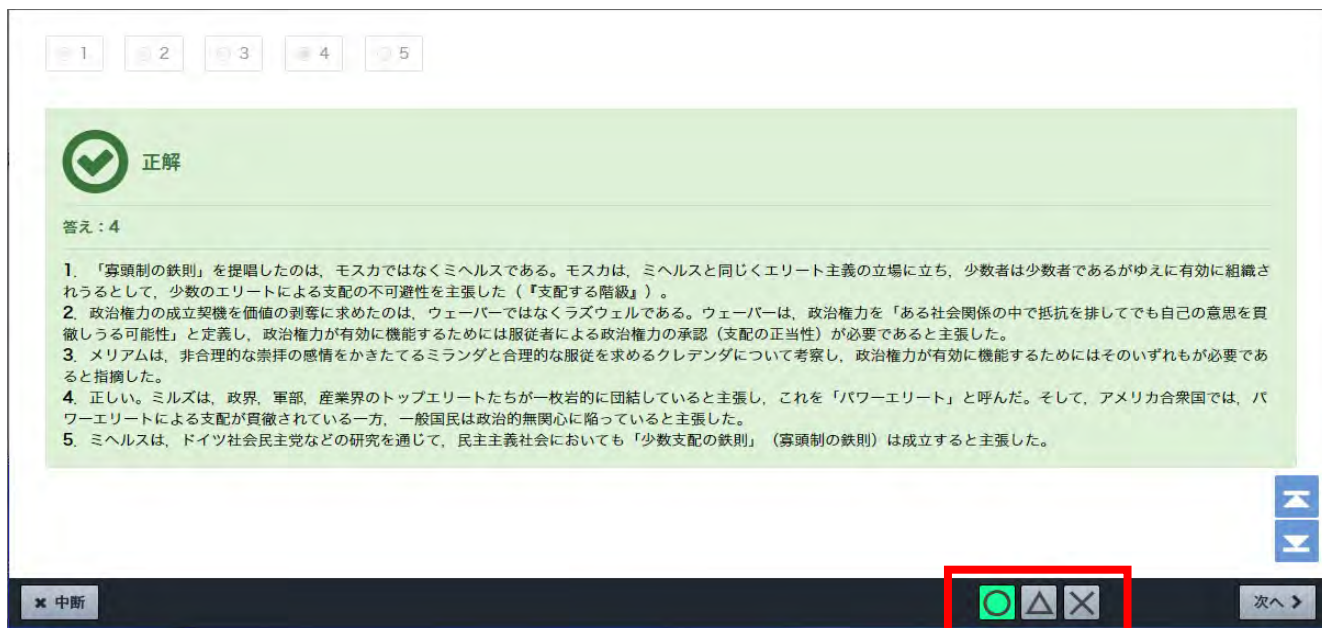 1 2 3 4 5
正解
答え：4
1．「寡頭制の鉄則」を提唱したのは，モスカではなくミヘルスである。モスカは，ミヘルスと同じくエリート主義の立場に立ち，少数者は少数者であるがゆえに有効に組織さ
れうるとして，少数のエリートによる支配の不可避性を主張した（『支配する階級』）。
2．政治権力の成立契機を価値の剥奪に求めたのは，ウェーバーではなくラズウェルである。ウェーバーは，政治権力を「ある社会関係の中で抵抗を排してでも自己の意思を貫
徹しうる可能性」と定義し，政治権力が有効に機能するためには服従者による政治権力の承認（支配の正当性）が必要であると主張した。
3．メリアムは，非合理的な崇拝の感情をかきたてるミランダと合理的な服従を求めるクレデンダについて考察し，政治権力が有効に機能するためにはそのいずれもが必要であ
ると指摘した。
4．正しい。ミルズは，政界，軍部，産業界のトップエリートたちが一枚岩的に団結していると主張し，これを「パワーエリート」と呼んだ。そして，アメリカ合衆国では，パ
ワーエリートによる支配が貫徹されている一方，一般国民は政治的無関心に陥っていると主張した。
5．ミヘルスは，ドイツ社会民主党などの研究を通じて，民主主義社会においても「少数支配の鉄則」（寡頭制の鉄則）は成立すると主張した。
中断 次へ